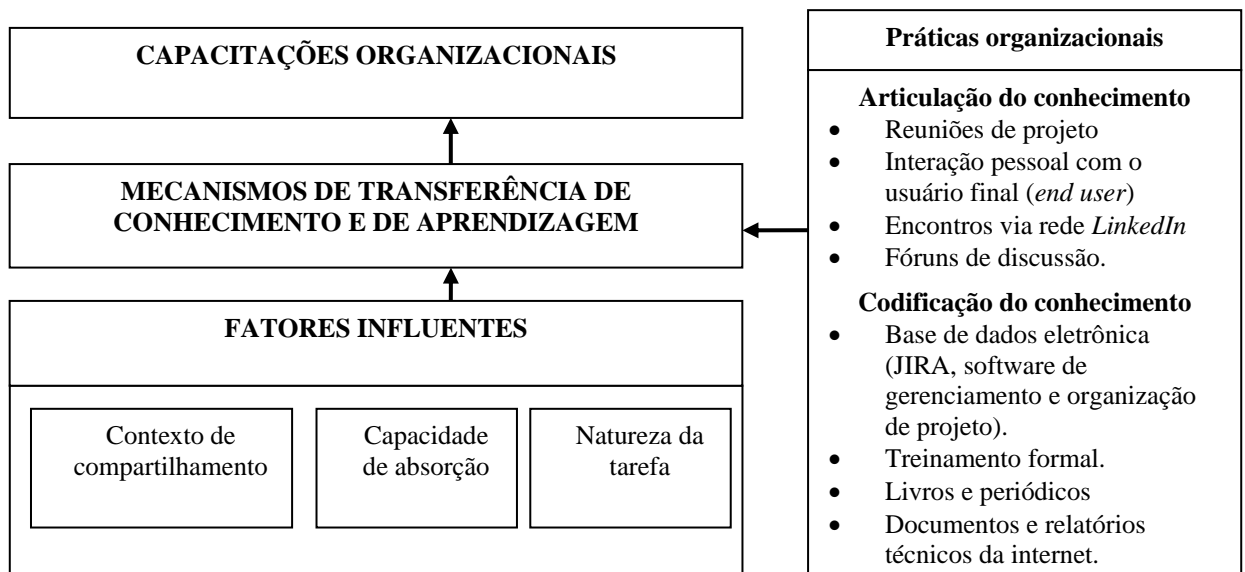 CAPACITAÇÕES ORGANIZACIONAIS
MECANISMOS DE TRANSFERÊNCIA DE
CONHECIMENTO E DE APRENDIZAGEM
FATORES INFLUENTES
Contexto de
compartilhamento
Capacidade
de absorção
Natureza da
tarefa
Práticas organizacionais
Articulação do conhecimento
• Reuniões de projeto
• Interação pessoal com o
usuário final (end user)
• Encontros via rede LinkedIn
• Fóruns de discussão.
Codificação do conhecimento
• Base de dados eletrônica
(JIRA, software de
gerenciamento e organização
de projeto).
• Treinamento formal.
• Livros e periódicos
• Documentos e relatórios
técnicos da internet.